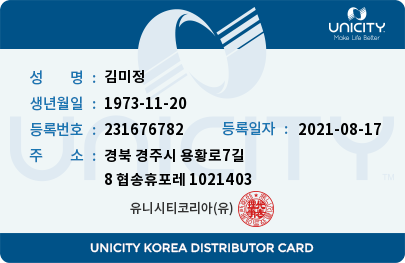 UNICITY
Make Life Better
성 명 : 김미정
생년월일 : 1973-11-20
등록번호 : 231676782 등록일자 : 2021-08-17
주 소 : 경북 경주시 용황로7길
8 협송휴포레 1021403
UNICITY
유니시티코리아(유)
UNICITY KOREA DISTRIBUTOR CARD